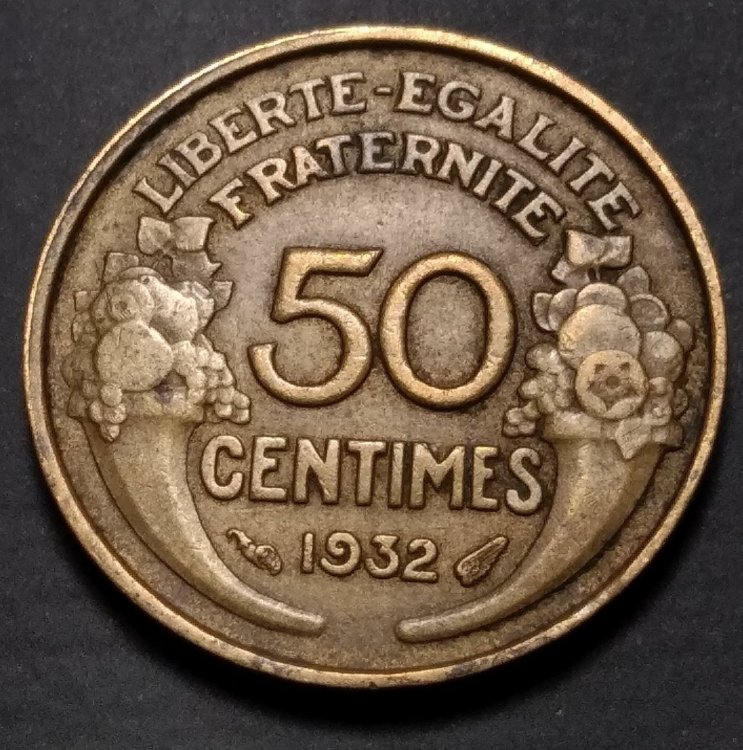 LIBERTE-EGALITE
FRATERNITE
50
CENTIMES
1932